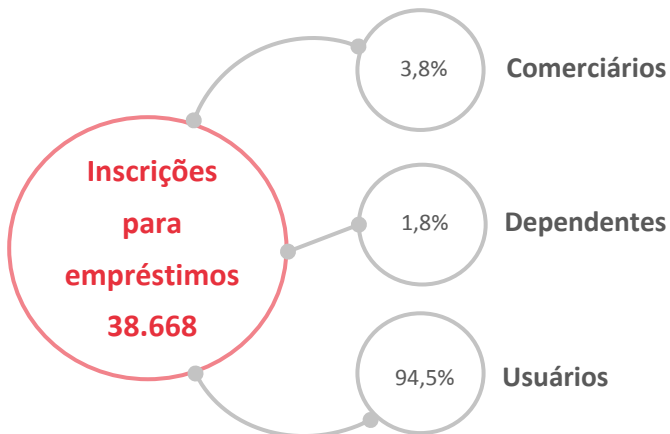 Inscrições
para
empréstimos
38.668
3,8% Comerciários
1,8% Dependentes
94,5% Usuários